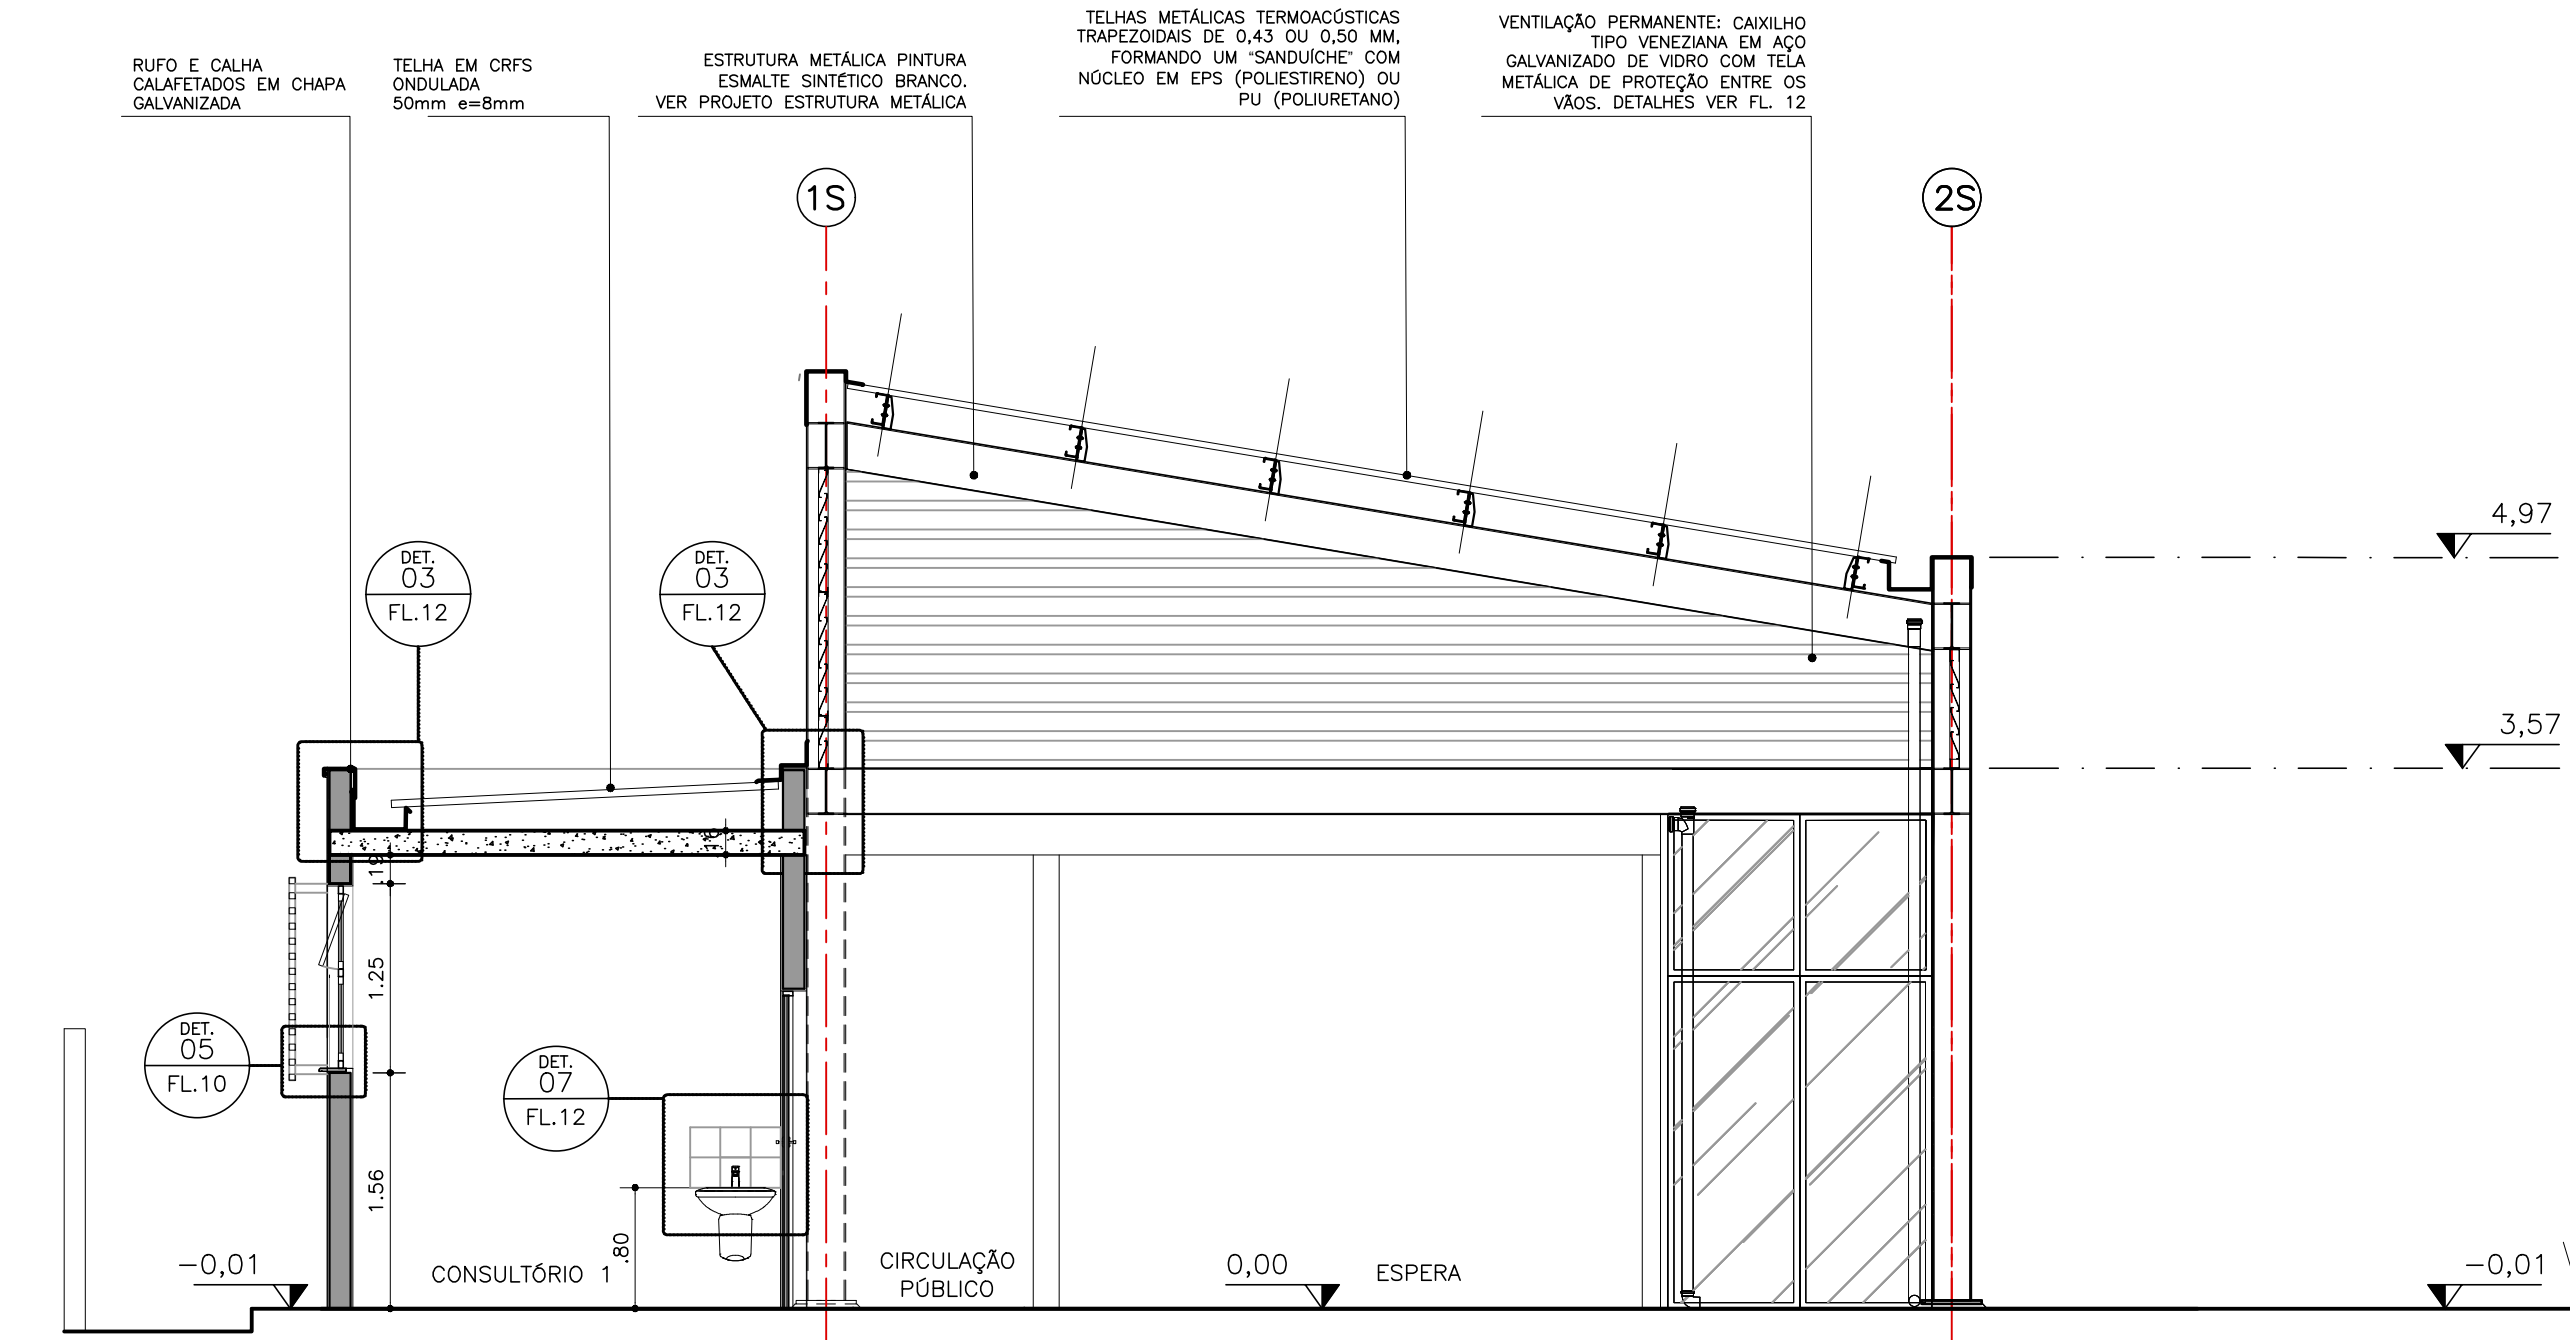 RUFO E CALHA
CALAFETADOS EM CHAPA
GALVANIZADA
TELHA EM CRFS
ONDULADA
50mm e=8mm
ESTRUTURA METÁLICA PINTURA
ESMALTE SINTÉTICO BRANCO.
VER PROJETO ESTRUTURA METÁLICA
TELHAS METÁLICAS TERMOACÚSTICAS
TRAPEZOIDAIS DE 0,43 OU 0,50 MM,
FORMANDO UM "SANDUÍCHE" COM
NÚCLEO EM EPS (POLIESTIRENO) OU
PU (POLIURETANO)
VENTILAÇÃO PERMANENTE: CAIXILHO
TIPO VENEZIANA EM AÇO
GALVANIZADO DE VIDRO COM TELA
METÁLICA DE PROTEÇÃO ENTRE OS
VÃOS. DETALHES VER FL. 12
1S
2S
4,97
DET.
03
FL.12
DET.
03
FL.12
3,57
.16
.19
1.25
DET.
05
FL.10
DET.
07
FL.12
1.56
.80
-0,01
CONSULTÓRIO 1
CIRCULAÇÃO
PÚBLICO
0,00
ESPERA
-0,01